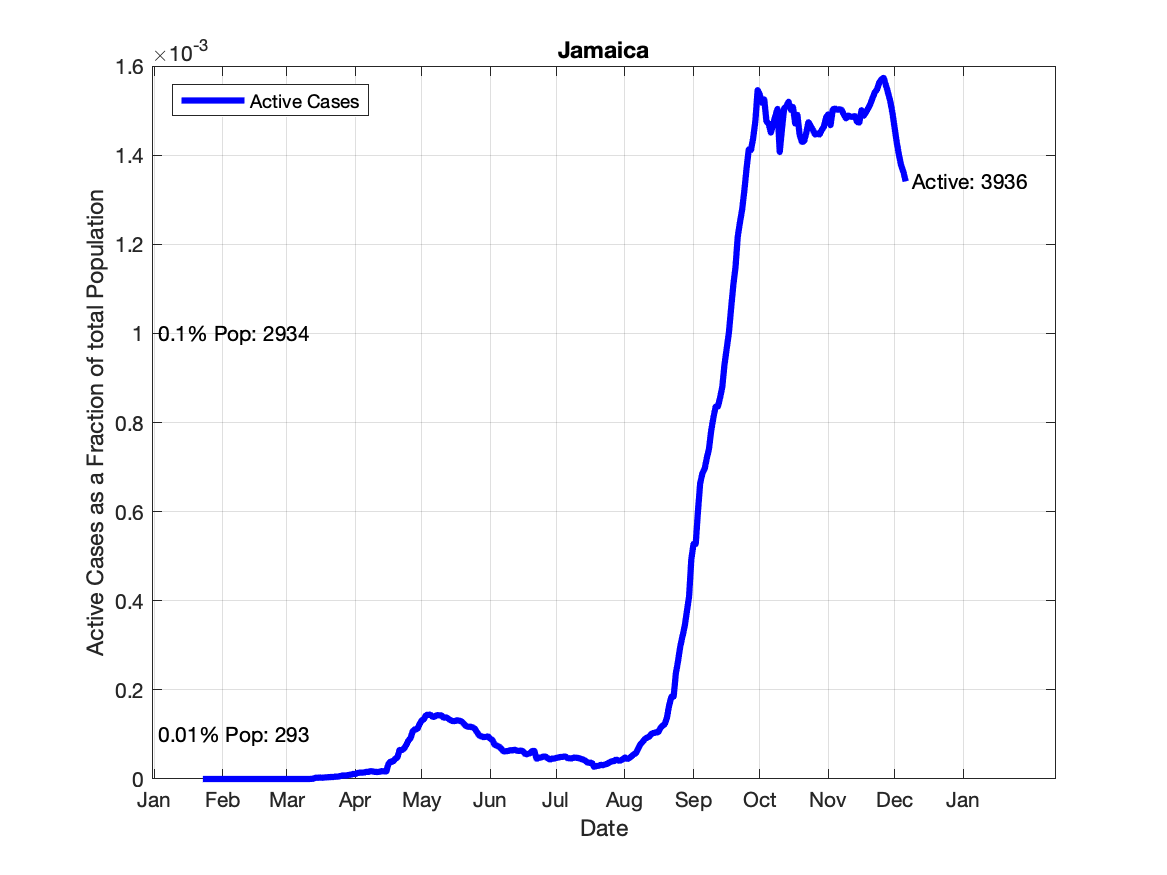 Jamaica
×10-3
Active Cases
1.6
1.4
1.2
1
0.8
0.6
0.4
0.2
0
Active Cases as a Fraction of total Population
0.1% Pop: 2934
0.01% Pop: 293
Active: 3936
Jan Feb Mar Apr May Jun Jul Aug Sep Oct Nov Dec Jan
Date